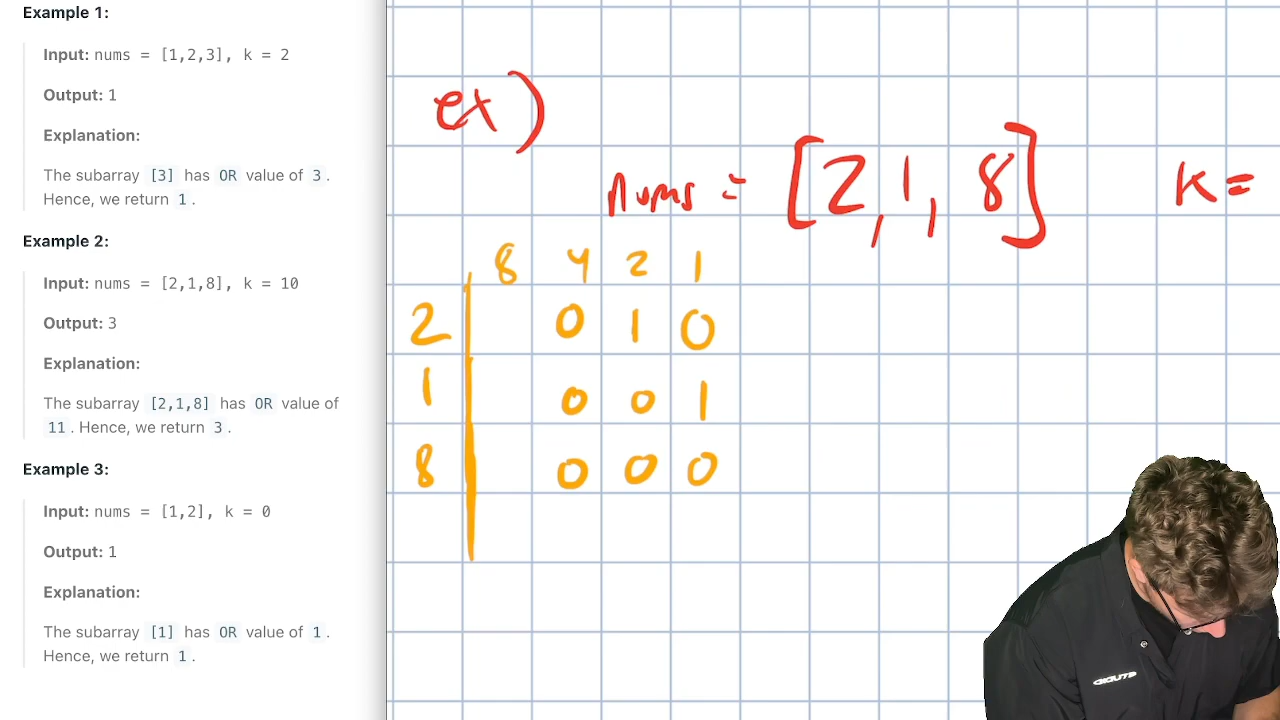 Example 1:
Input: nums = [1,2,3], k = 2
Output: 1
Explanation:
The subarray [3] has OR value of 3.
Hence, we return 1.
Example 2:
Input: nums = [2,1,8], k = 10
Output: 3
Explanation:
The subarray [2,1,8] has OR value of
11. Hence, we return 3.
Example 3:
Input: nums = [1,2], k = 0
Output: 1
Explanation:
The subarray [1] has OR value of 1.
Hence, we return 1.
ex)
nums = [2,1,8] k=
8 4 2 1
2 0 1 0
1 0 0 1
8 0 0 0